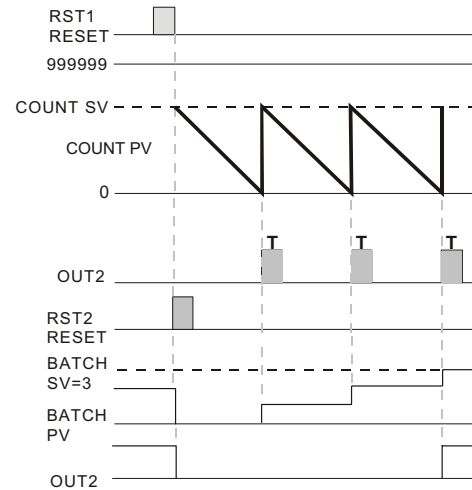 RST1
RESET
999999
COUNT SV
COUNT PV
0
T T T
OUT2
RST2
RESET
BATCH
SV=3
BATCH
PV
OUT2